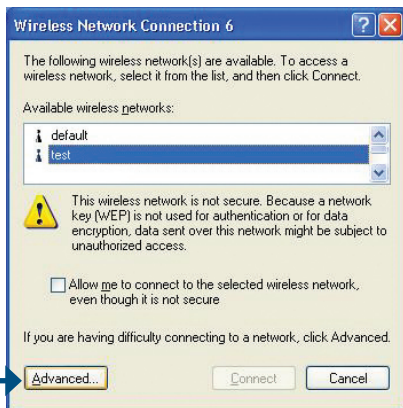 Wireless Network Connection 6
The following wireless network(s) are available. To access a
wireless network, select it from the list, and then click Connect.
Available wireless networks:
default
test
This wireless network is not secure. Because a network
key (WEP) is not used for authentication or for data
encryption, data sent over this network might be subject to
unauthorized access.
Allow me to connect to the selected wireless network,
even though it is not secure
If you are having difficulty connecting to a network, click Advanced.
Advanced... Connect Cancel